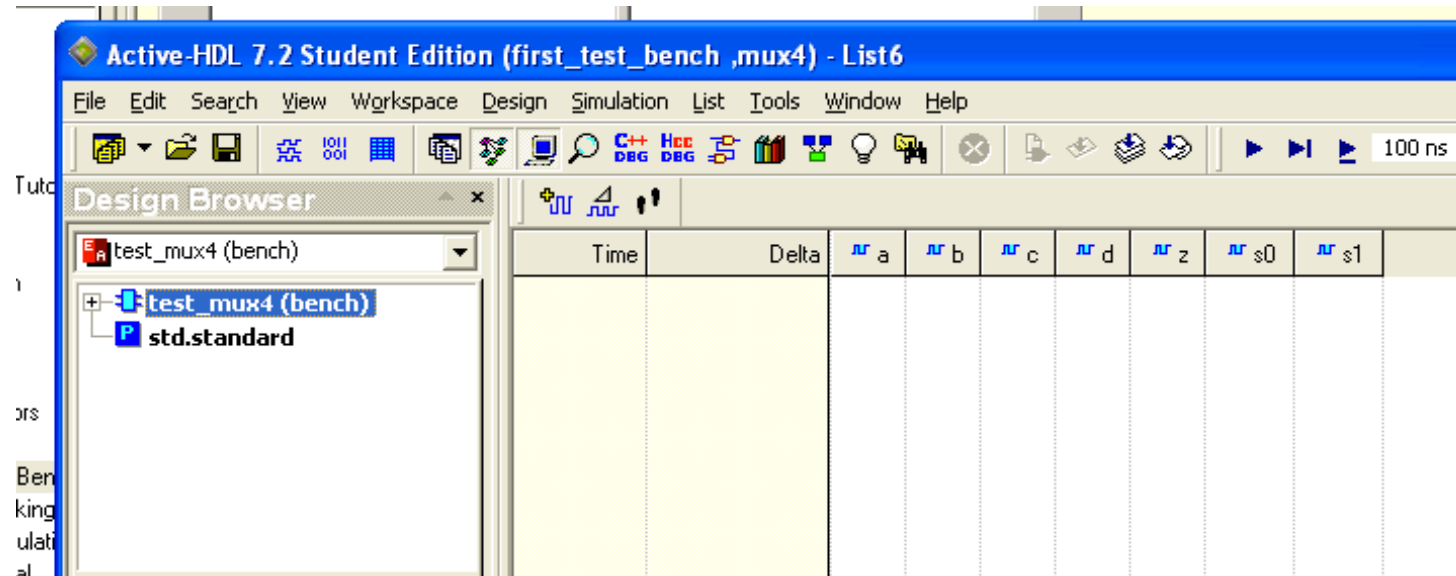 Active-HDL 7.2 Student Edition (first_test_bench ,mux4) - List6
File Edit Search View Workspace Design Simulation List Tools Window Help
C++ DBG HCC DBG 100 ns
Design Browser
test_mux4 (bench)
Time Delta a b c d z s0 s1
test_mux4 (bench)
P std.standard
Tuto
ors
Ben
king
ulati
al